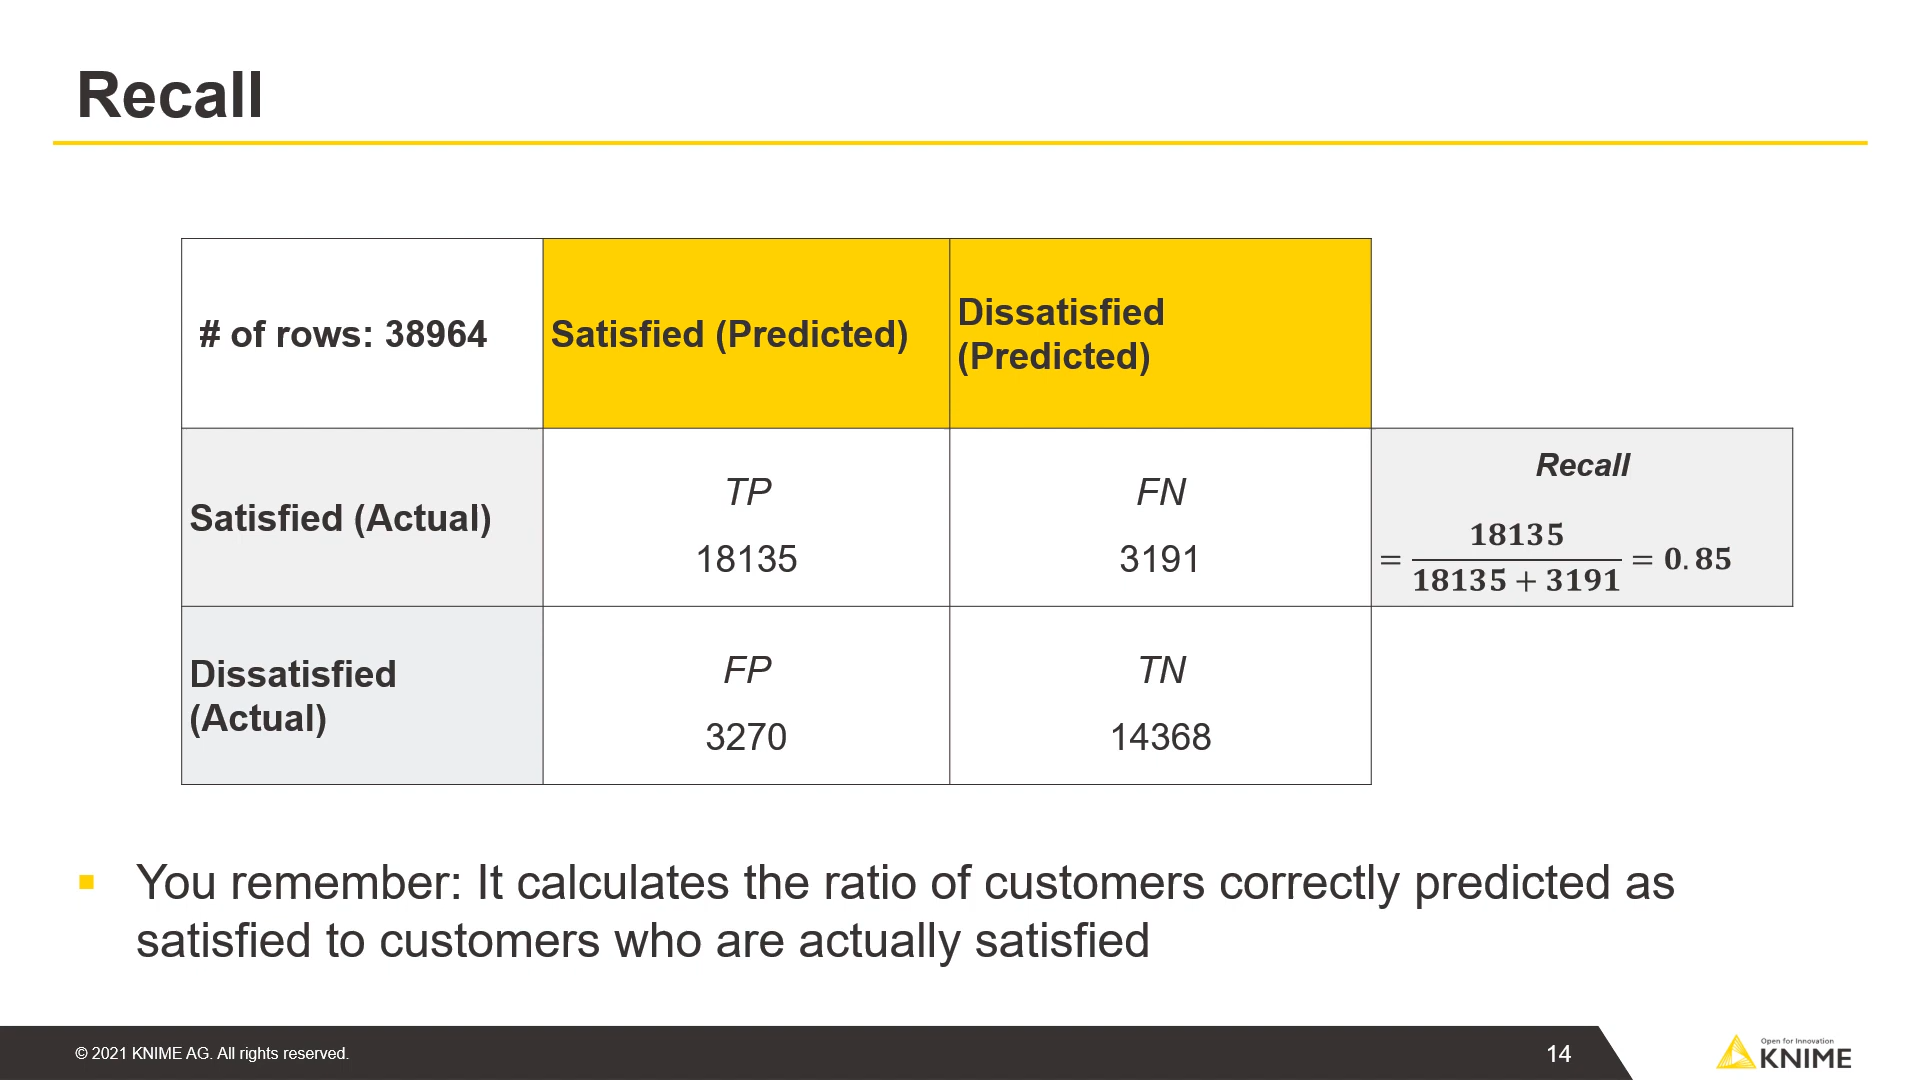 Recall
# of rows: 38964
Satisfied (Predicted)
Dissatisfied
(Predicted)
Satisfied (Actual)
TP
18135
FN
3191
Recall
= 18135 / 18135 + 3191 = 0.85
Dissatisfied
(Actual)
FP
3270
TN
14368
▪ You remember: It calculates the ratio of customers correctly predicted as
satisfied to customers who are actually satisfied
© 2021 KNIME AG. All rights reserved.
14
Open for Innovation
KNIME